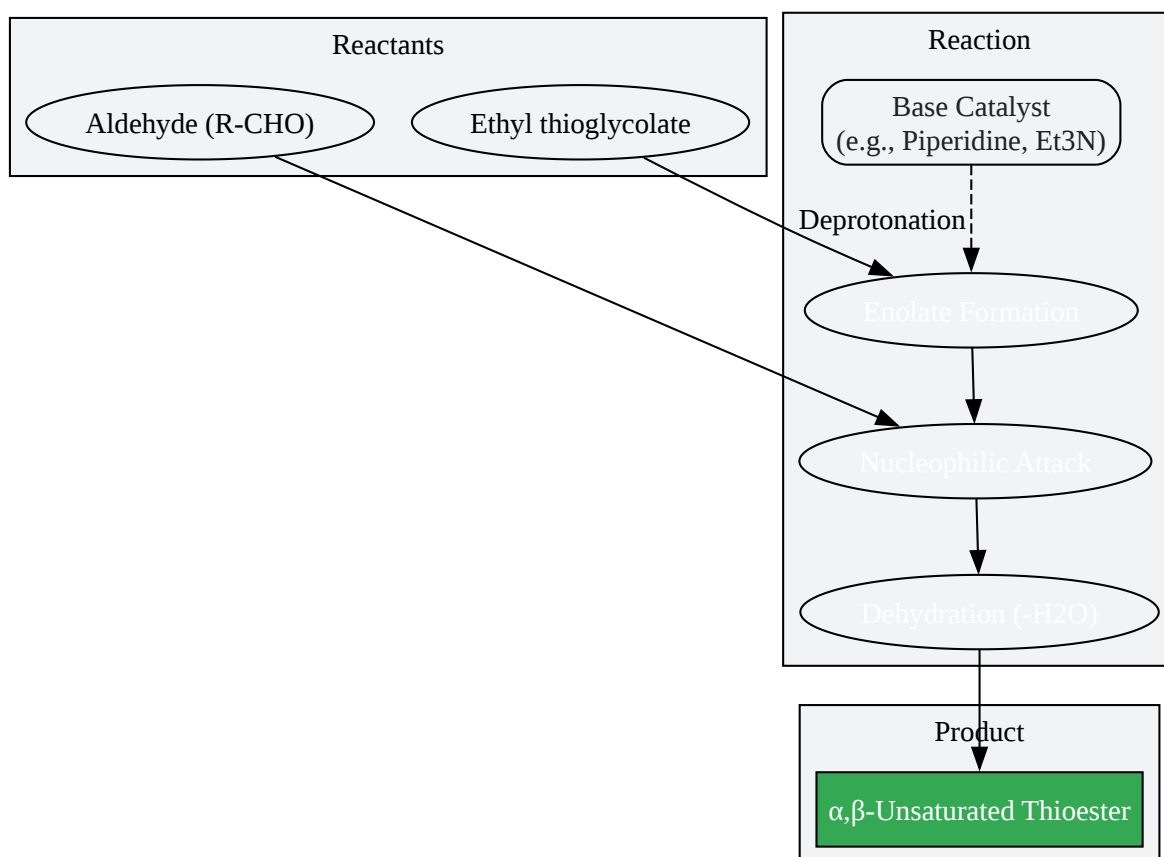 Reactants
Aldehyde (R-CHO)
Ethyl thioglycolate
Reaction
Base Catalyst
(e.g., Piperidine, Et3N)
Deprotonation
Enolate Formation
Nucleophilic Attack
Dehydration (-H2O)
Product
α,β-Unsaturated Thioester